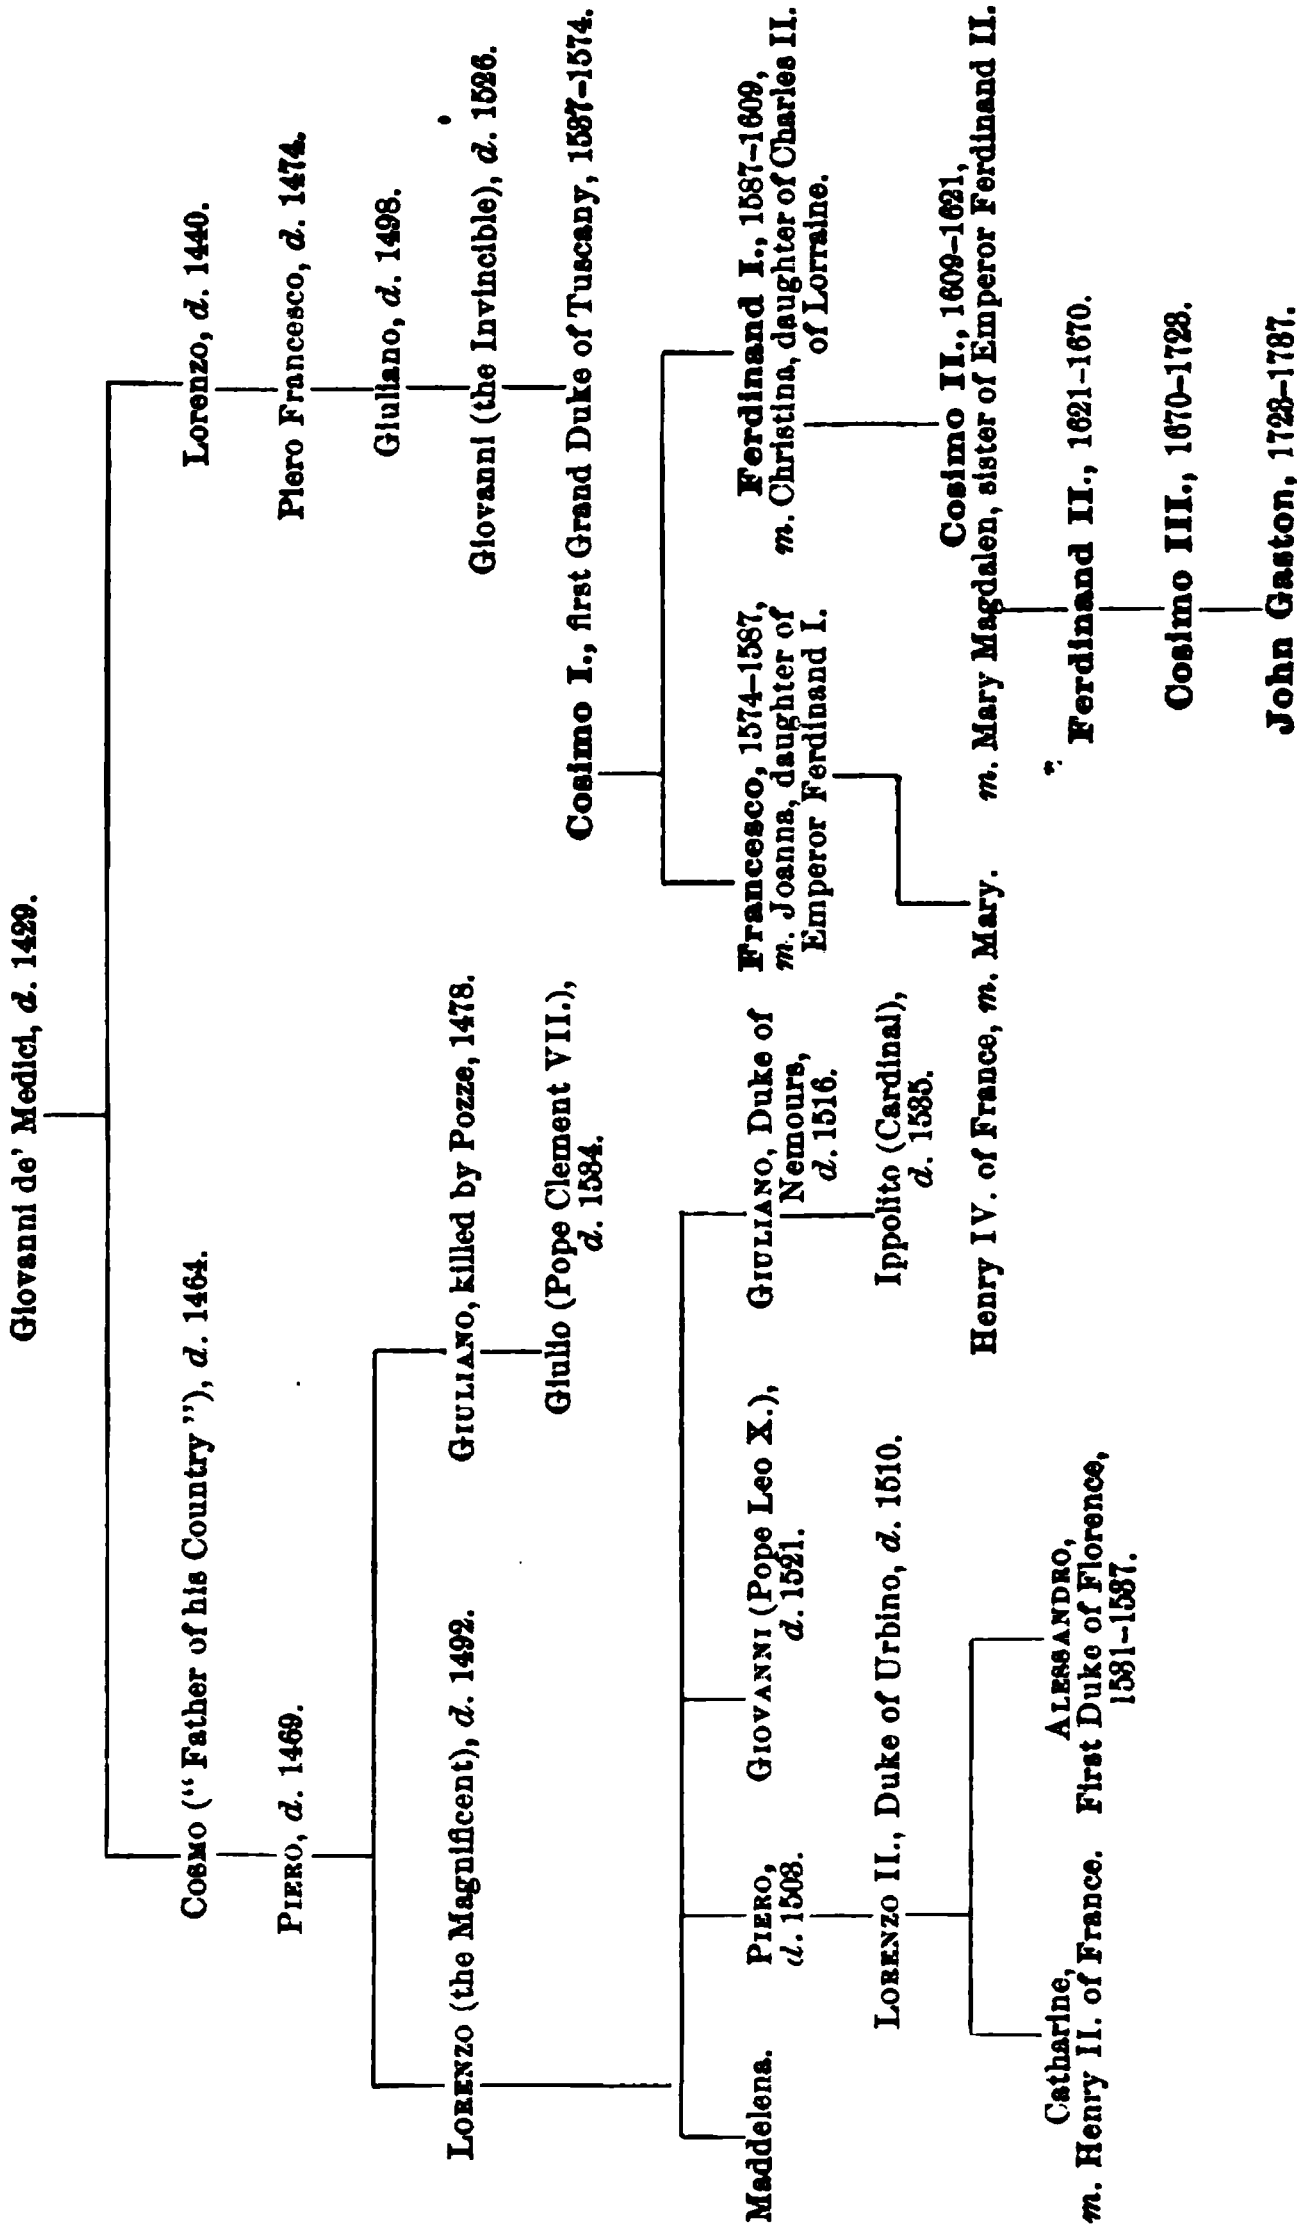 Giovanni de' Medici, d. 1429.
COSMO (“Father of his Country”), d. 1464.
Lorenzo, d. 1440.
PIERO, d. 1469.
Piero Francesco, d. 1474.
Giuliano, d. 1498.
LORENZO (the Magnificent), d. 1492.
GIULIANO, killed by Pozze, 1478.
Giovanni (the Invincible), d. 1526.
Giulio (Pope Clement VII.),
d. 1534.
Cosimo I., first Grand Duke of Tuscany, 1537–1574.
Maddelena.
PIERO,
d. 1503.
GIOVANNI (Pope Leo X.),
d. 1521.
GIULIANO, Duke of
Nemours,
d. 1516.
Francesco, 1574–1587,
m. Joanna, daughter of
Emperor Ferdinand I.
Ferdinand I., 1587–1609,
m. Christina, daughter of Charles II.
of Lorraine.
LORENZO II., Duke of Urbino, d. 1510.
Ippolito (Cardinal),
d. 1535.
Henry IV. of France, m. Mary.
Cosimo II., 1609–1621,
m. Mary Magdalen, sister of Emperor Ferdinand II.
Catharine,
m. Henry II. of France.
ALESSANDRO,
First Duke of Florence,
1531–1537.
Ferdinand II., 1621–1670.
Cosimo III., 1670–1723.
John Gaston, 1723–1737.